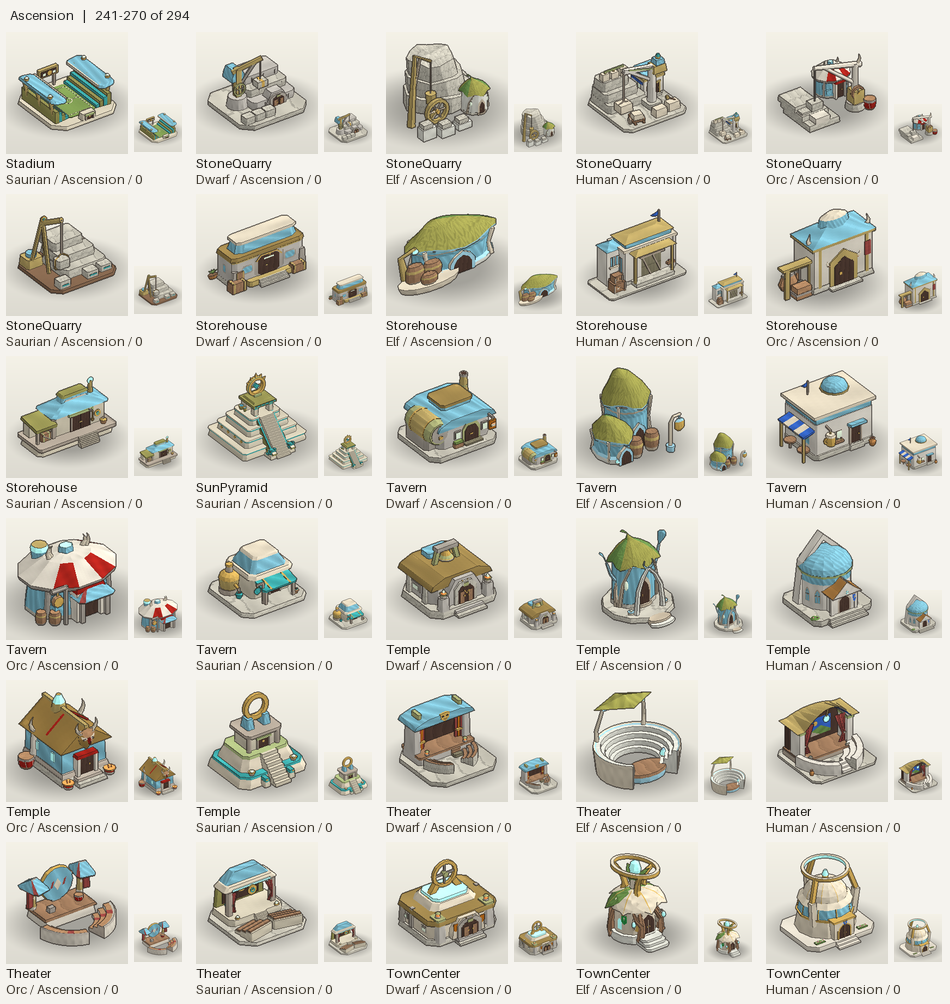 Ascension | 241-270 of 294
Stadium
Saurian / Ascension / 0
StoneQuarry
Dwarf / Ascension / 0
StoneQuarry
Elf / Ascension / 0
StoneQuarry
Human / Ascension / 0
StoneQuarry
Orc / Ascension / 0
StoneQuarry
Saurian / Ascension / 0
Storehouse
Dwarf / Ascension / 0
Storehouse
Elf / Ascension / 0
Storehouse
Human / Ascension / 0
Storehouse
Orc / Ascension / 0
Storehouse
Saurian / Ascension / 0
SunPyramid
Saurian / Ascension / 0
Tavern
Dwarf / Ascension / 0
Tavern
Elf / Ascension / 0
Tavern
Human / Ascension / 0
Tavern
Orc / Ascension / 0
Tavern
Saurian / Ascension / 0
Temple
Dwarf / Ascension / 0
Temple
Elf / Ascension / 0
Temple
Human / Ascension / 0
Temple
Orc / Ascension / 0
Temple
Saurian / Ascension / 0
Theater
Dwarf / Ascension / 0
Theater
Elf / Ascension / 0
Theater
Human / Ascension / 0
Theater
Orc / Ascension / 0
Theater
Saurian / Ascension / 0
TownCenter
Dwarf / Ascension / 0
TownCenter
Elf / Ascension / 0
TownCenter
Human / Ascension / 0